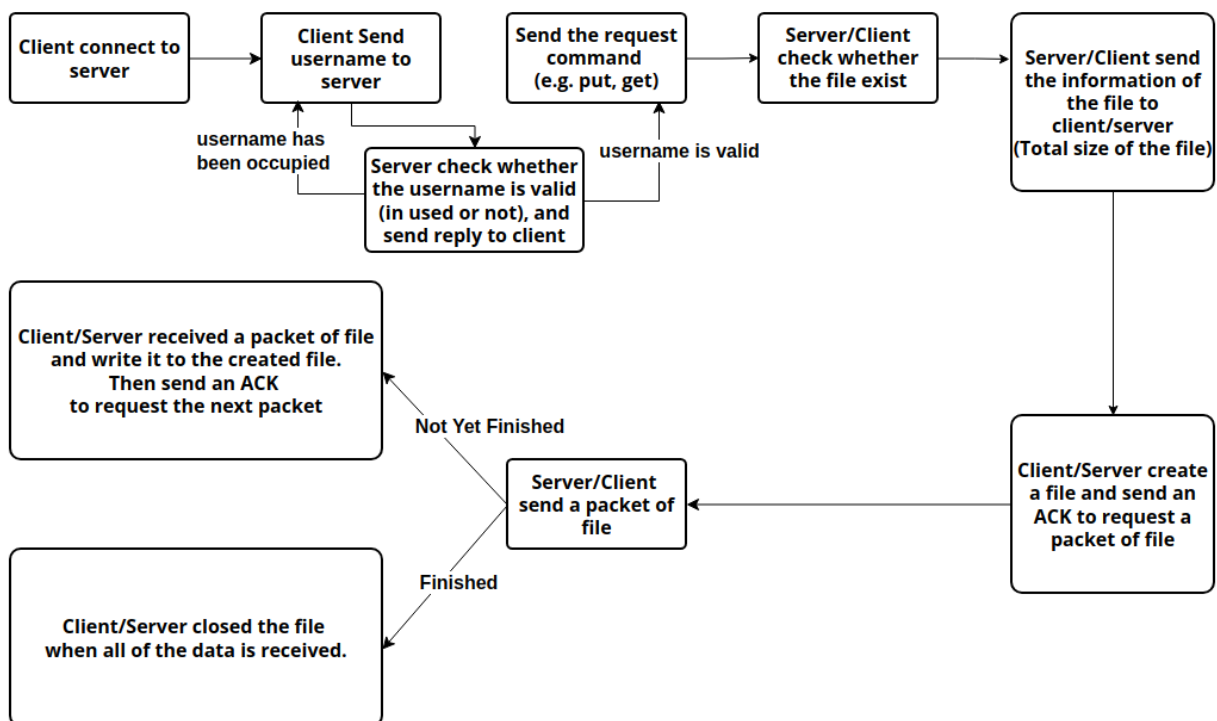 Client connect to
server
Client Send
username to
server
Send the request
command
(e.g. put, get)
Server/Client
check whether
the file exist
Server/Client send
the information of
the file to
client/server
(Total size of the file)
username has
been occupied
Server check whether
the username is valid
(in used or not), and
send reply to client
username is valid
Client/Server received a packet of file
and write it to the created file.
Then send an ACK
to request the next packet
Not Yet Finished
Server/Client
send a packet of
file
Client/Server create
a file and send an
ACK to request a
packet of file
Finished
Client/Server closed the file
when all of the data is received.